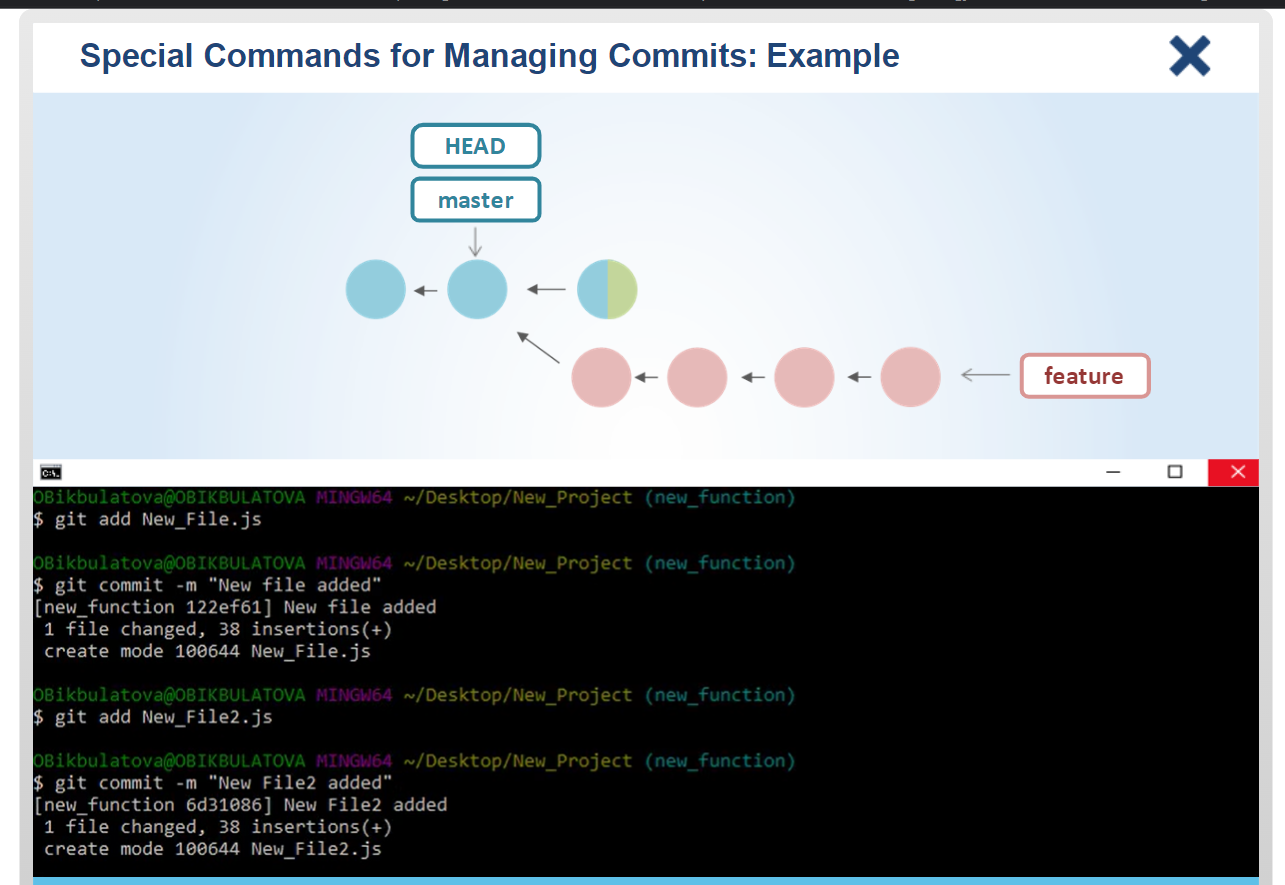 Special Commands for Managing Commits: Example
HEAD
master
feature
OBikbulatova@OBIKBULATOVA MINGW64 ~/Desktop/New_Project (new_function)
$ git add New_File.js
OBikbulatova@OBIKBULATOVA MINGW64 ~/Desktop/New_Project (new_function)
$ git commit -m "New file added"
[new_function 122ef61] New file added
1 file changed, 38 insertions(+)
create mode 100644 New_File.js
OBikbulatova@OBIKBULATOVA MINGW64 ~/Desktop/New_Project (new_function)
$ git add New_File2.js
OBikbulatova@OBIKBULATOVA MINGW64 ~/Desktop/New_Project (new_function)
$ git commit -m "New File2 added"
[new_function 6d31086] New File2 added
1 file changed, 38 insertions(+)
create mode 100644 New_File2.js